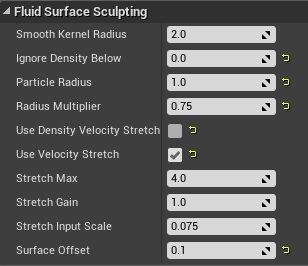 Fluid Surface Sculpting
Smooth Kernel Radius 2.0
Ignore Density Below 0.0
Particle Radius 1.0
Radius Multiplier 0.75
Use Density Velocity Stretch
Use Velocity Stretch
Stretch Max 4.0
Stretch Gain 1.0
Stretch Input Scale 0.075
Surface Offset 0.1